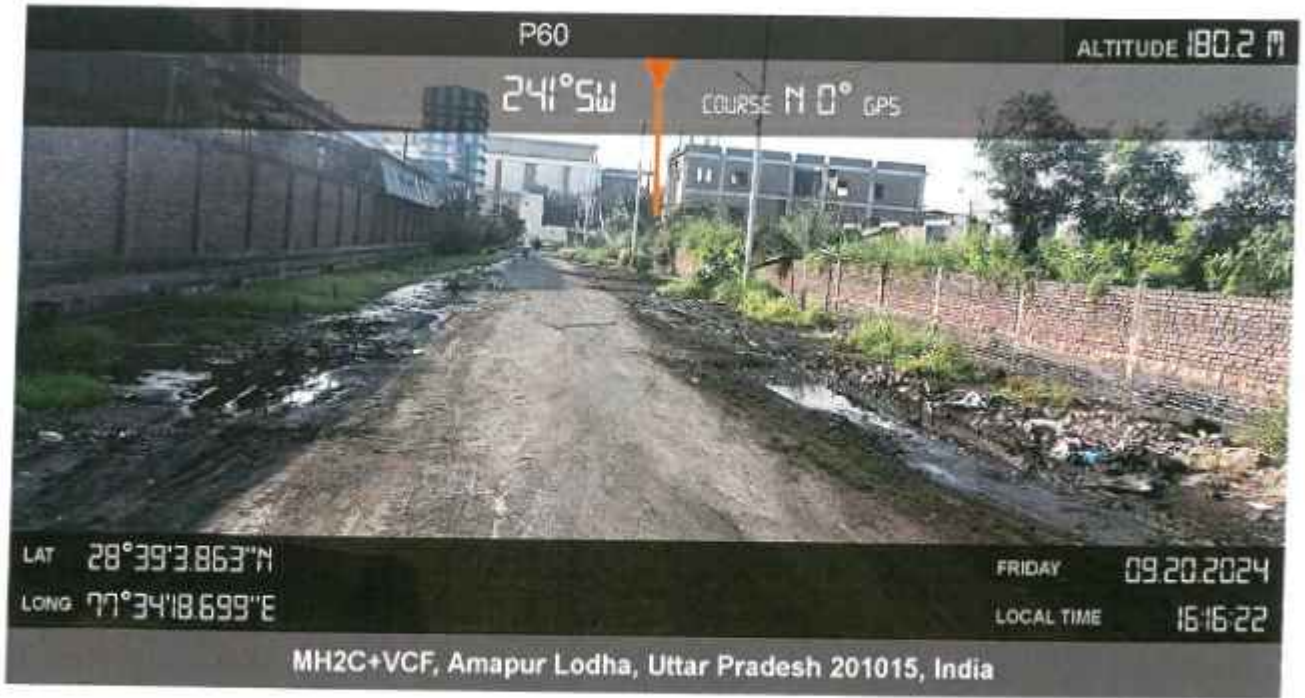 P60
ALTITUDE 180.2 M
241°SW COURSE N 0° GPS
LAT 28°39'3.863"N
LONG 77°34'18.699"E
FRIDAY 09.20.2024
LOCAL TIME 16:16:22
MH2C+VCF, Amapur Lodha, Uttar Pradesh 201015, India